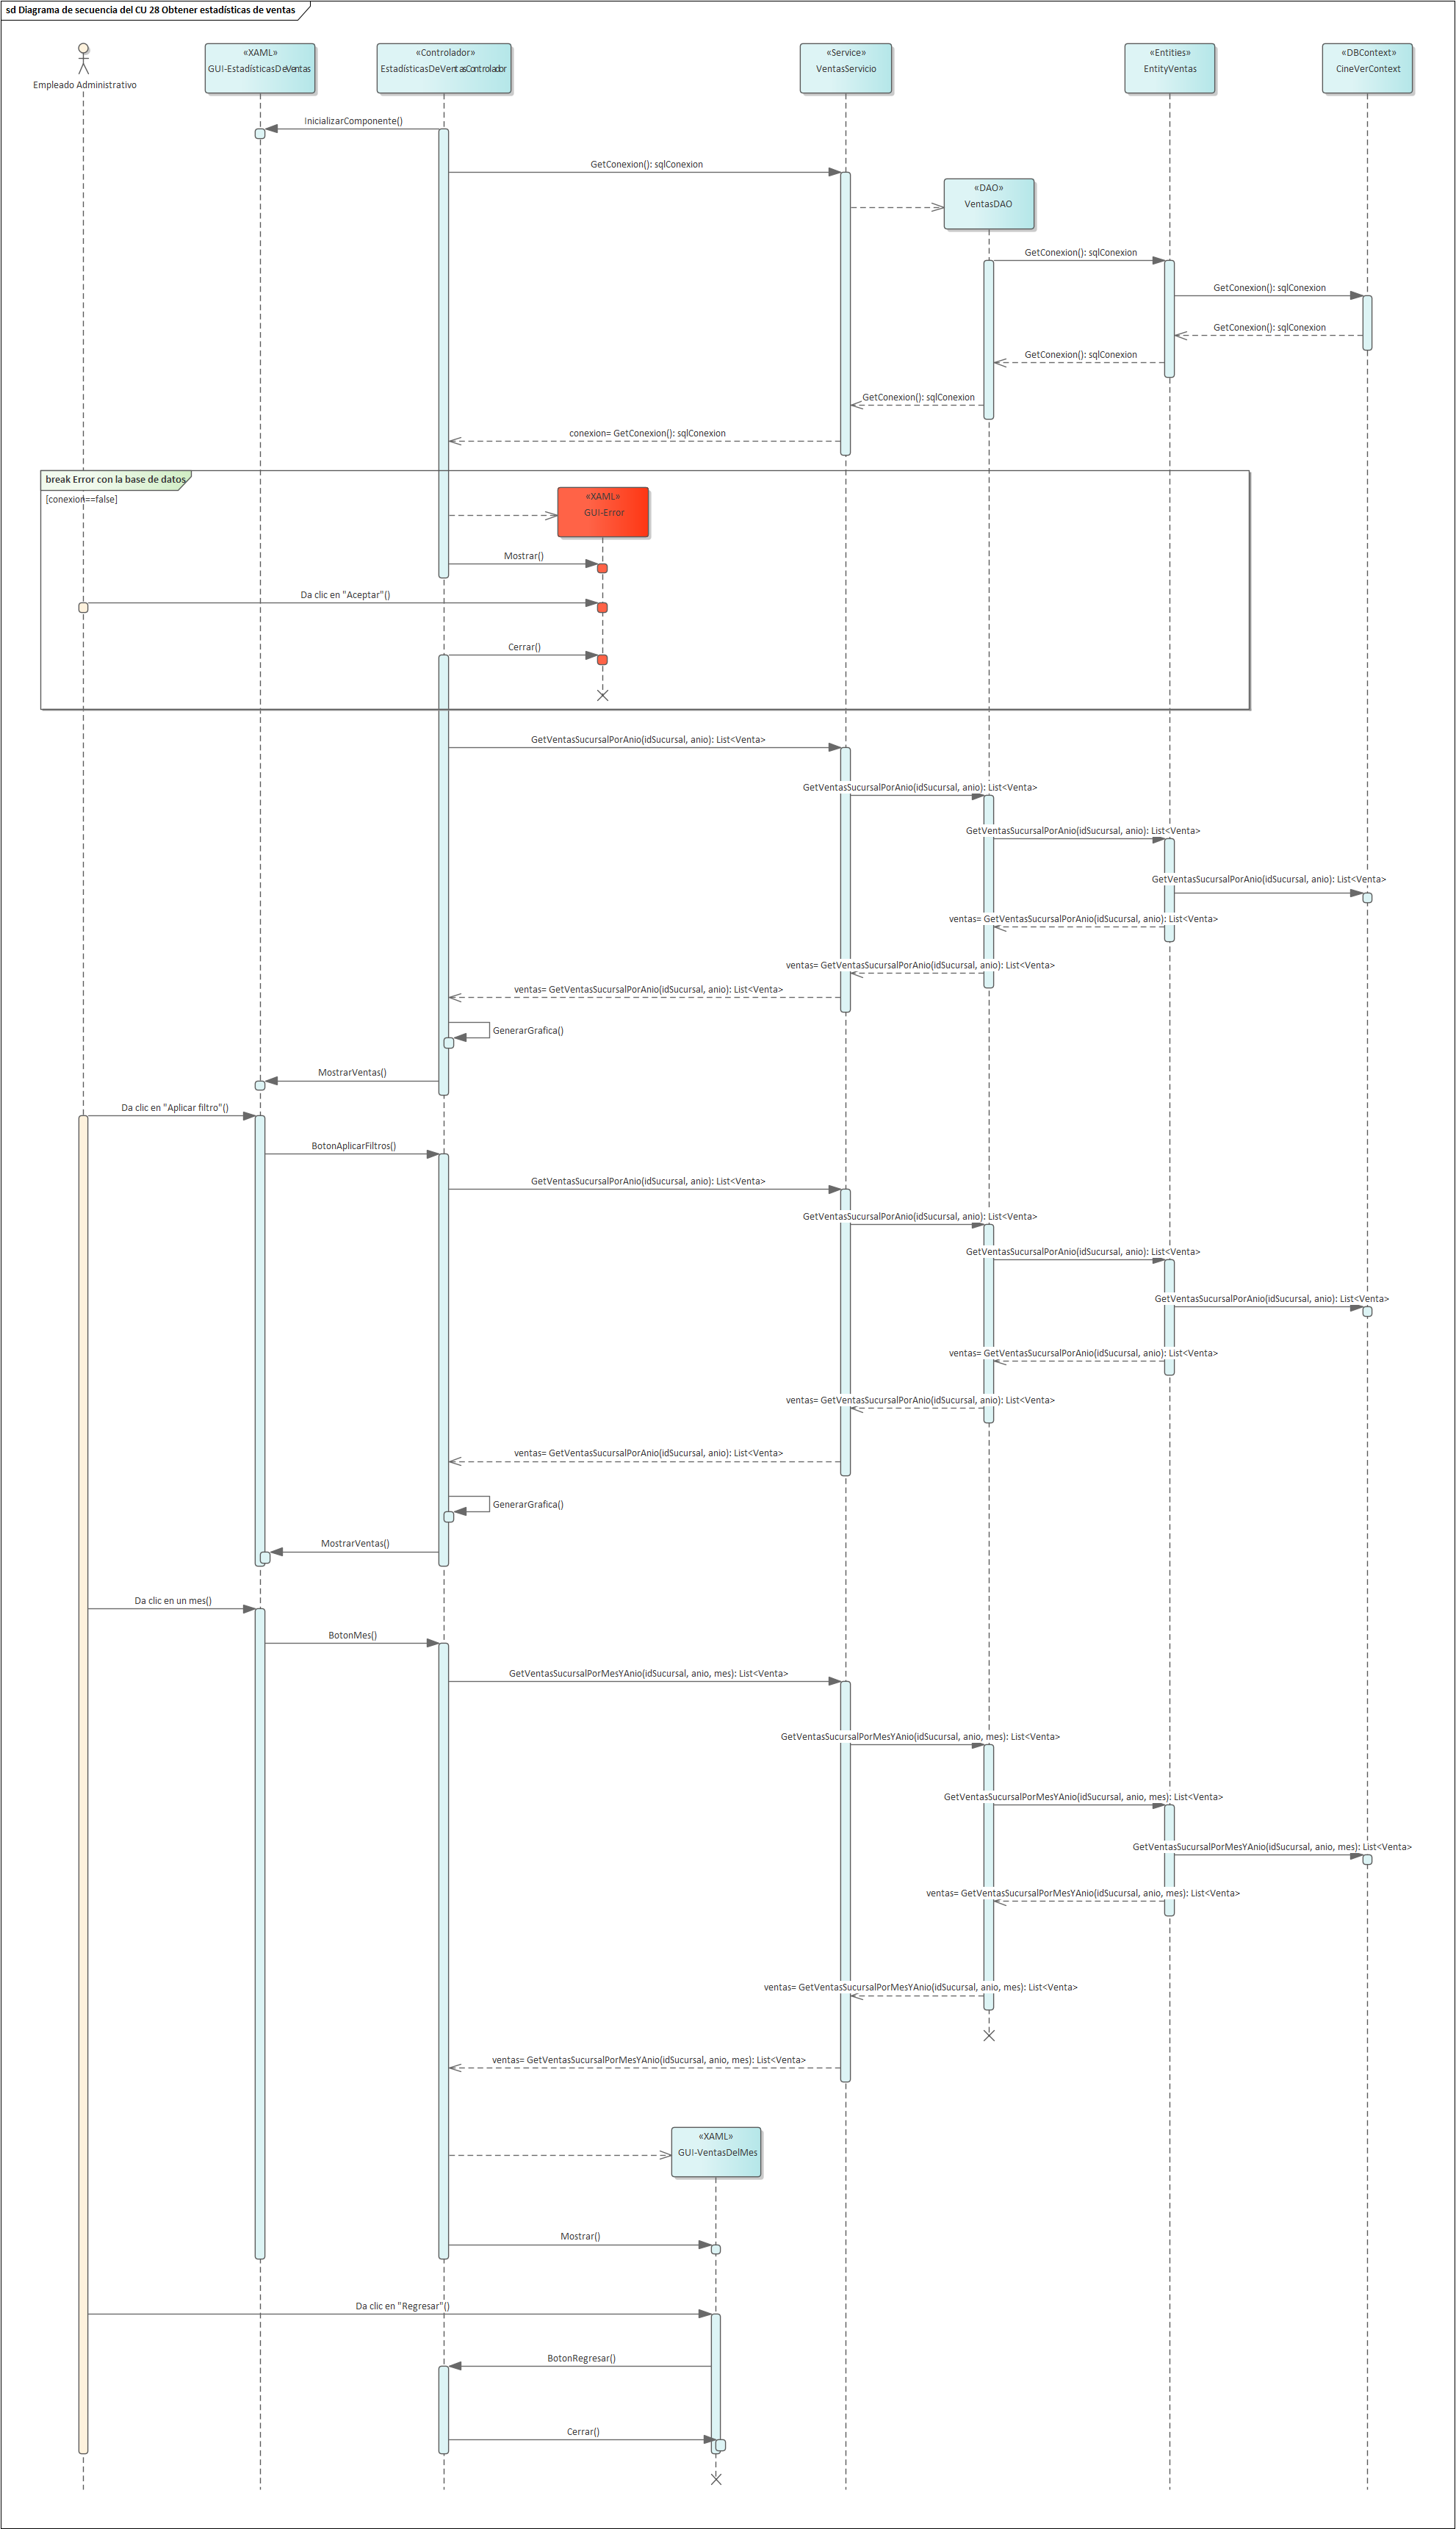 sd Diagrama de secuencia del CU 28 Obtener estadísticas de ventas
Empleado Administrativo
«XAML»
GUI-EstadísticasDeVentas
«Controlador»
EstadísticasDeVentasControlador
«Service»
VentasServicio
«Entities»
EntityVentas
«DBContext»
CineVerContext
InicializarComponente()
GetConexion(): sqlConexion
«DAO»
VentasDAO
GetConexion(): sqlConexion
GetConexion(): sqlConexion
GetConexion(): sqlConexion
GetConexion(): sqlConexion
GetConexion(): sqlConexion
conexion= GetConexion(): sqlConexion
break Error con la base de datos
[conexion==false]
«XAML»
GUI-Error
Mostrar()
Da clic en "Aceptar"()
Cerrar()
GetVentasSucursalPorAnio(idSucursal, anio): List<Venta>
GetVentasSucursalPorAnio(idSucursal, anio): List<Venta>
GetVentasSucursalPorAnio(idSucursal, anio): List<Venta>
GetVentasSucursalPorAnio(idSucursal, anio): List<Venta>
ventas= GetVentasSucursalPorAnio(idSucursal, anio): List<Venta>
ventas= GetVentasSucursalPorAnio(idSucursal, anio): List<Venta>
ventas= GetVentasSucursalPorAnio(idSucursal, anio): List<Venta>
GenerarGrafica()
MostrarVentas()
Da clic en "Aplicar filtro"()
BotonAplicarFiltros()
GetVentasSucursalPorAnio(idSucursal, anio): List<Venta>
GetVentasSucursalPorAnio(idSucursal, anio): List<Venta>
GetVentasSucursalPorAnio(idSucursal, anio): List<Venta>
GetVentasSucursalPorAnio(idSucursal, anio): List<Venta>
ventas= GetVentasSucursalPorAnio(idSucursal, anio): List<Venta>
ventas= GetVentasSucursalPorAnio(idSucursal, anio): List<Venta>
ventas= GetVentasSucursalPorAnio(idSucursal, anio): List<Venta>
GenerarGrafica()
MostrarVentas()
Da clic en un mes()
BotonMes()
GetVentasSucursalPorMesYAnio(idSucursal, anio, mes): List<Venta>
GetVentasSucursalPorMesYAnio(idSucursal, anio, mes): List<Venta>
GetVentasSucursalPorMesYAnio(idSucursal, anio, mes): List<Venta>
GetVentasSucursalPorMesYAnio(idSucursal, anio, mes): List<Venta>
ventas= GetVentasSucursalPorMesYAnio(idSucursal, anio, mes): List<Venta>
ventas= GetVentasSucursalPorMesYAnio(idSucursal, anio, mes): List<Venta>
ventas= GetVentasSucursalPorMesYAnio(idSucursal, anio, mes): List<Venta>
«XAML»
GUI-VentasDelMes
Mostrar()
Da clic en "Regresar"()
BotonRegresar()
Cerrar()